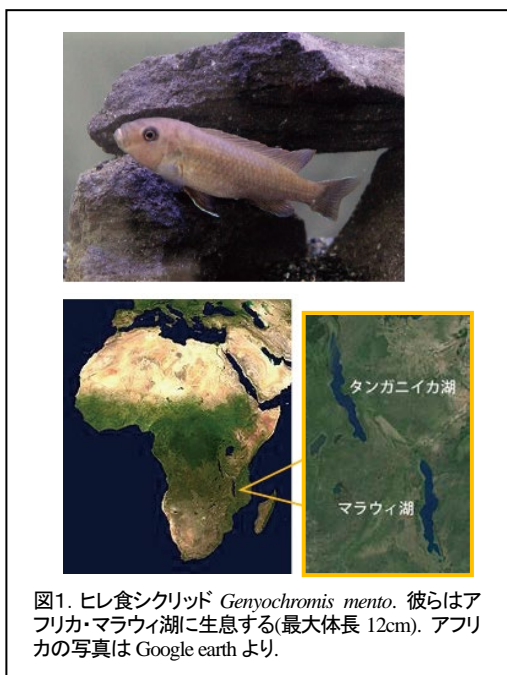 タンガニイカ湖
マラウィ湖
図1. ヒレ食シクリッド Genyochromis mento. 彼らはア
フリカ・マラウィ湖に生息する(最大体長 12cm). アフリ
カの写真は Google earth より.